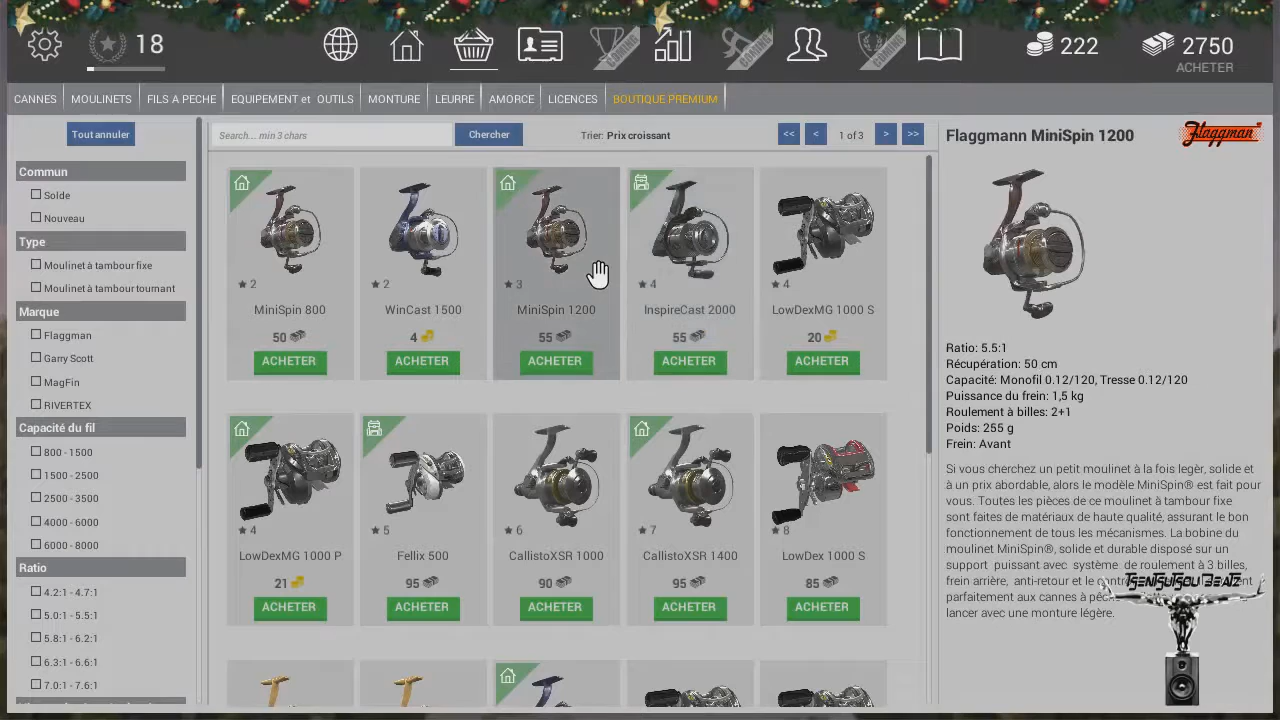 18
COMING
COMING
COMING
222
2750
ACHETER
CANNES
MOULINETS
FILS A PECHE
EQUIPEMENT et OUTILS
MONTURE
LEURRE
AMORCE
LICENCES
BOUTIQUE PREMIUM
Tout annuler
Search.... min 3 chars
Chercher
Trier: Prix croissant
<<
<
1 of 3
>
>>
Commun
Solde
Nouveau
Type
Moulinet à tambour fixe
Moulinet à tambour tournant
Marque
Flaggman
Garry Scott
MagFin
RIVERTEX
Capacité du fil
800 - 1500
1500 - 2500
2500 - 3500
4000 - 6000
6000 - 8000
Ratio
4.2:1 - 4.7:1
5.0:1 - 5.5:1
5.8:1 - 6.2:1
6.3:1 - 6.6:1
7.0:1 - 7.6:1
★ 2
MiniSpin 800
50
ACHETER
★ 2
WinCast 1500
4
ACHETER
★ 3
MiniSpin 1200
55
ACHETER
★ 4
InspireCast 2000
55
ACHETER
★ 4
LowDexMG 1000 S
20
ACHETER
★ 4
LowDexMG 1000 P
21
ACHETER
★ 5
Fellix 500
95
ACHETER
★ 6
CallistoXSR 1000
90
ACHETER
★ 7
CallistoXSR 1400
95
ACHETER
★ 8
LowDex 1000 S
85
ACHETER
Flaggmann MiniSpin 1200
Flaggman
Ratio: 5.5:1
Récupération: 50 cm
Capacité: Monofil 0.12/120, Tresse 0.12/120
Puissance du frein: 1,5 kg
Roulement à billes: 2+1
Poids: 255 g
Frein: Avant
Si vous cherchez un petit moulinet à la fois legèr, solide et
à un prix abordable, alors le modèle MiniSpin® est fait pour
vous. Toutes les pièces de ce moulinet à tambour fixe
sont faites de matériaux de haute qualité, assurant le bon
fonctionnement de tous les mécanismes. La bobine du
moulinet MiniSpin®, solide et durable disposé sur un
support puissant avec système de roulement à 3 billes,
frein arrière, anti-retour et le
parfaitement aux cannes à
lancer avec une monture légère.
TSENTSUTSOU BEATZ